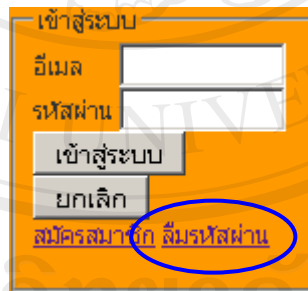 เข้าสู่ระบบ
อีเมล
รหัสผ่าน
เข้าสู่ระบบ
ยกเลิก
สมัครสมาชิก ลืมรหัสผ่าน